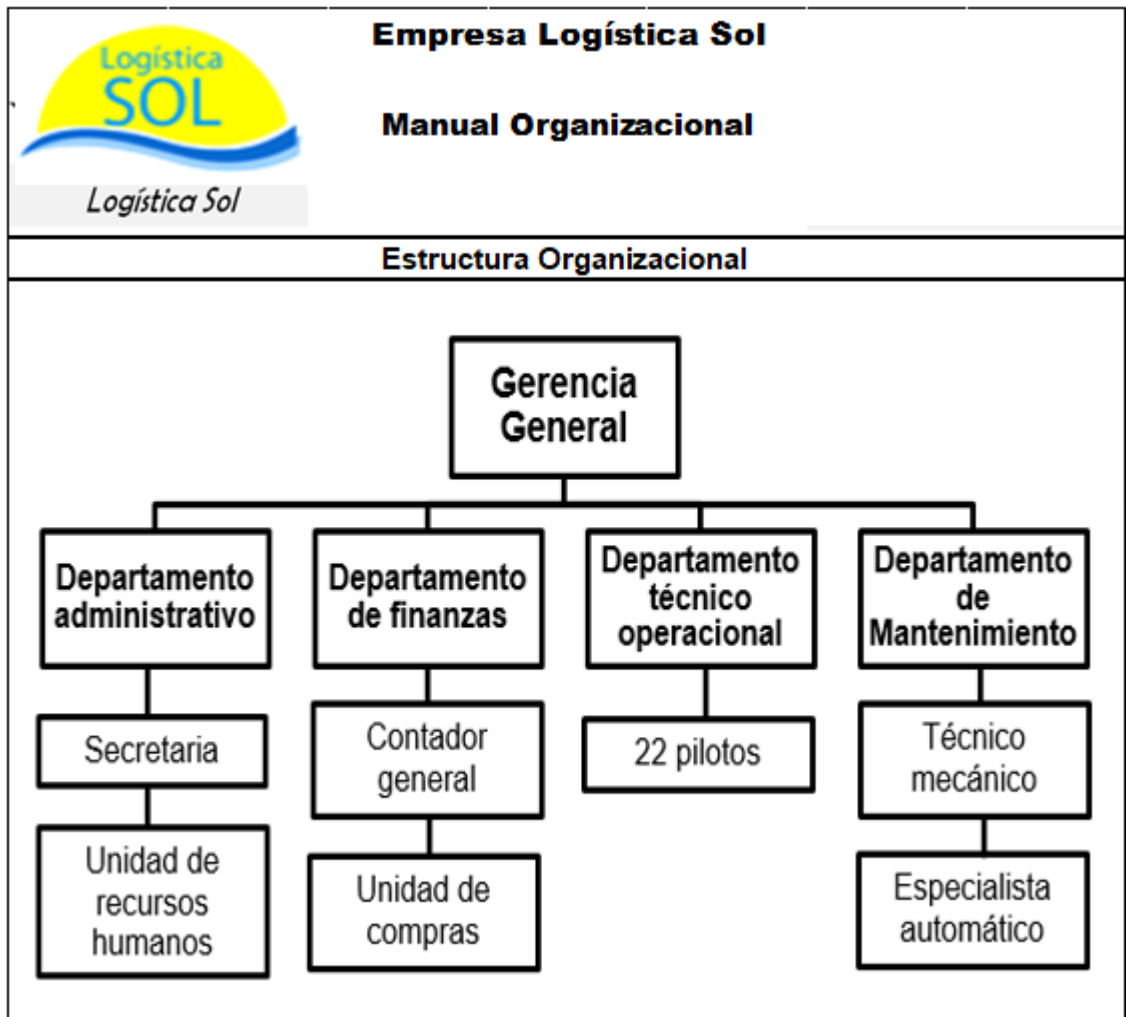 Logística
SOL
Logística Sol
Empresa Logística Sol
Manual Organizacional
Estructura Organizacional
Gerencia
General
Departamento
administrativo
Secretaria
Unidad de
recursos
humanos
Departamento
de finanzas
Contador
general
Unidad de
compras
Departamento
técnico
operacional
22 pilotos
Departamento
de
Mantenimiento
Técnico
mecánico
Especialista
automático